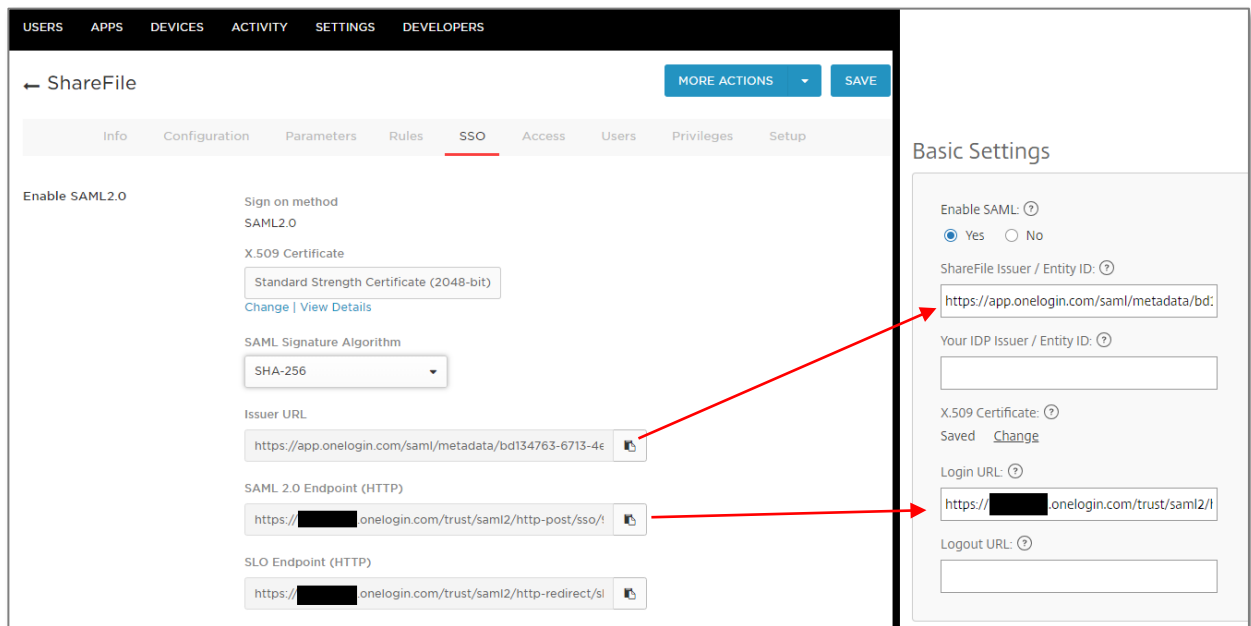 USERS APPS DEVICES ACTIVITY SETTINGS DEVELOPERS
← ShareFile
MORE ACTIONS
SAVE
Info Configuration Parameters Rules SSO Access Users Privileges Setup
Enable SAML2.0
Sign on method
SAML2.0
X.509 Certificate
Standard Strength Certificate (2048-bit)
Change | View Details
SAML Signature Algorithm
SHA-256
Issuer URL
https://app.onelogin.com/saml/metadata/bd134763-6713-4e
SAML 2.0 Endpoint (HTTP)
https:// .onelogin.com/trust/saml2/http-post/sso/9
SLO Endpoint (HTTP)
https:// .onelogin.com/trust/saml2/http-redirect/sl
Basic Settings
Enable SAML: ?
Yes No
ShareFile Issuer / Entity ID: ?
https://app.onelogin.com/saml/metadata/bd1
Your IDP Issuer / Entity ID: ?
X.509 Certificate: ?
Saved Change
Login URL: ?
https:// .onelogin.com/trust/saml2/h
Logout URL: ?